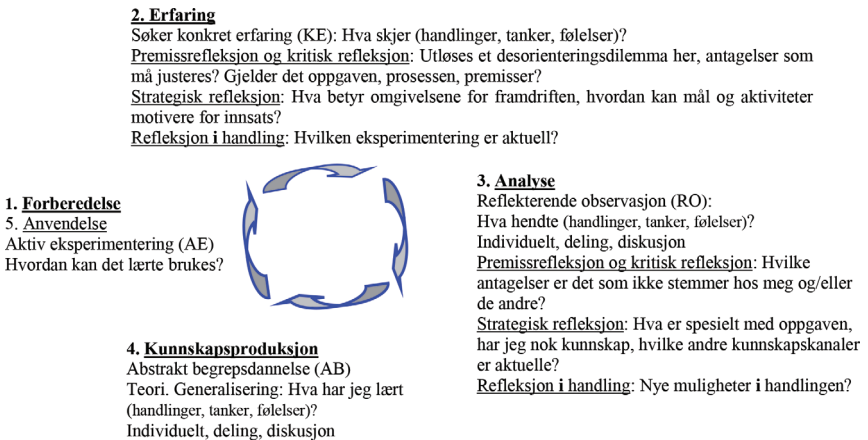 2. Erfaring
Søker konkret erfaring (KE): Hva skjer (handlinger, tanker, følelser)?
Premissrefleksjon og kritisk refleksjon: Utløses et desorienteringsdilemma her, antagelser som
må justeres? Gjelder det oppgaven, prosessen, premisser?
Strategisk refleksjon: Hva betyr omgivelsene for framdriften, hvordan kan mål og aktiviteter
motivere for innsats?
Refleksjon i handling: Hvilken eksperimentering er aktuell?
1. Forberedelse
5. Anvendelse
Aktiv eksperimentering (AE)
Hvordan kan det lærte brukes?
3. Analyse
Reflekterende observasjon (RO):
Hva hendte (handlinger, tanker, følelser)?
Individuelt, deling, diskusjon
Premissrefleksjon og kritisk refleksjon: Hvilke
antagelser er det som ikke stemmer hos meg og/eller
de andre?
Strategisk refleksjon: Hva er spesielt med oppgaven,
har jeg nok kunnskap, hvilke andre kunnskapskanaler
er aktuelle?
Refleksjon i handling: Nye muligheter i handlingen?
4. Kunnskapsproduksjon
Abstrakt begrepsdannelse (AB)
Teori. Generalisering: Hva har jeg lært
(handlinger, tanker, følelser)?
Individuelt, deling, diskusjon